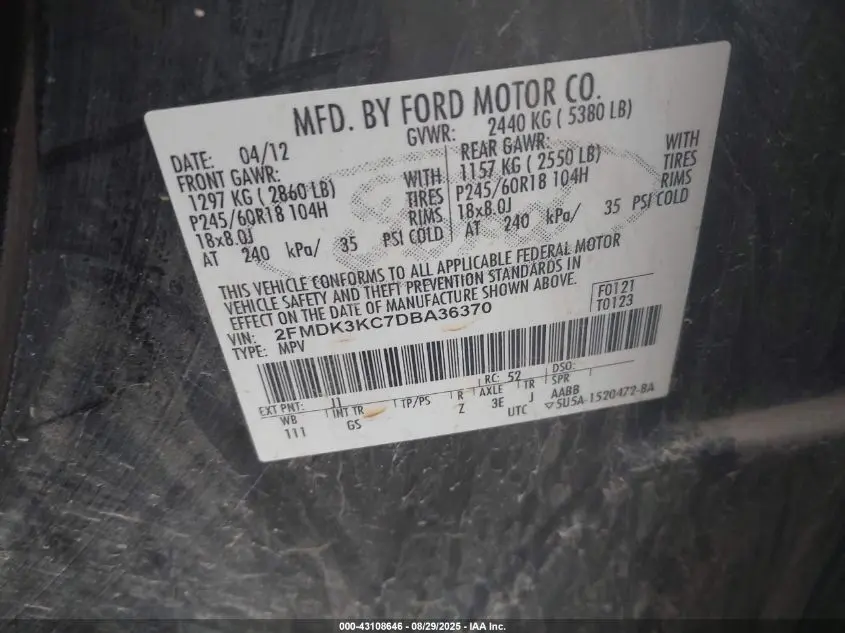 MFD. BY FORD MOTOR CO.
DATE: 04/12
GVWR: 2440 KG ( 5380 LB)
FRONT GAWR:
1297 KG ( 2860 LB) WITH
P245/60R18 104H TIRES
18x8.0J RIMS
AT 240 kPa/ 35 PSI COLD
REAR GAWR: WITH
1157 KG ( 2550 LB) TIRES
P245/60R18 104H RIMS
18x8.0J
AT 240 kPa/ 35 PSI COLD
THIS VEHICLE CONFORMS TO ALL APPLICABLE FEDERAL MOTOR
VEHICLE SAFETY AND THEFT PREVENTION STANDARDS IN
EFFECT ON THE DATE OF MANUFACTURE SHOWN ABOVE.
VIN: 2FMDK3KC7DBA36370
TYPE: MPV
F0121
T0123
EXT PNT: JJ RC: 52 DSO:
WB INT TR TP/PS R AXLE TR SPR
111 GS Z 3E J AABB
UTC ▽5U5A-1520472-BA
000-43108646 - 08/29/2025 - IAA Inc.